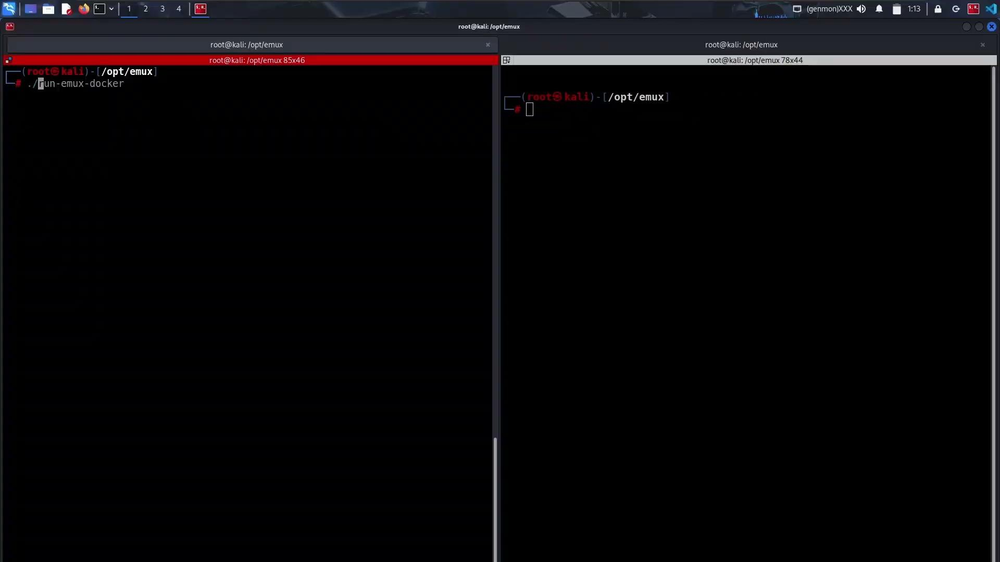 1 2 3 4 (genmon)XXX 1:13
root@kali: /opt/emux
root@kali: /opt/emux × root@kali: /opt/emux ×
root@kali: /opt/emux 85x46
(root㉿kali)-[/opt/emux]
# ./run-emux-docker
root@kali: /opt/emux 78x44
(root㉿kali)-[/opt/emux]
#